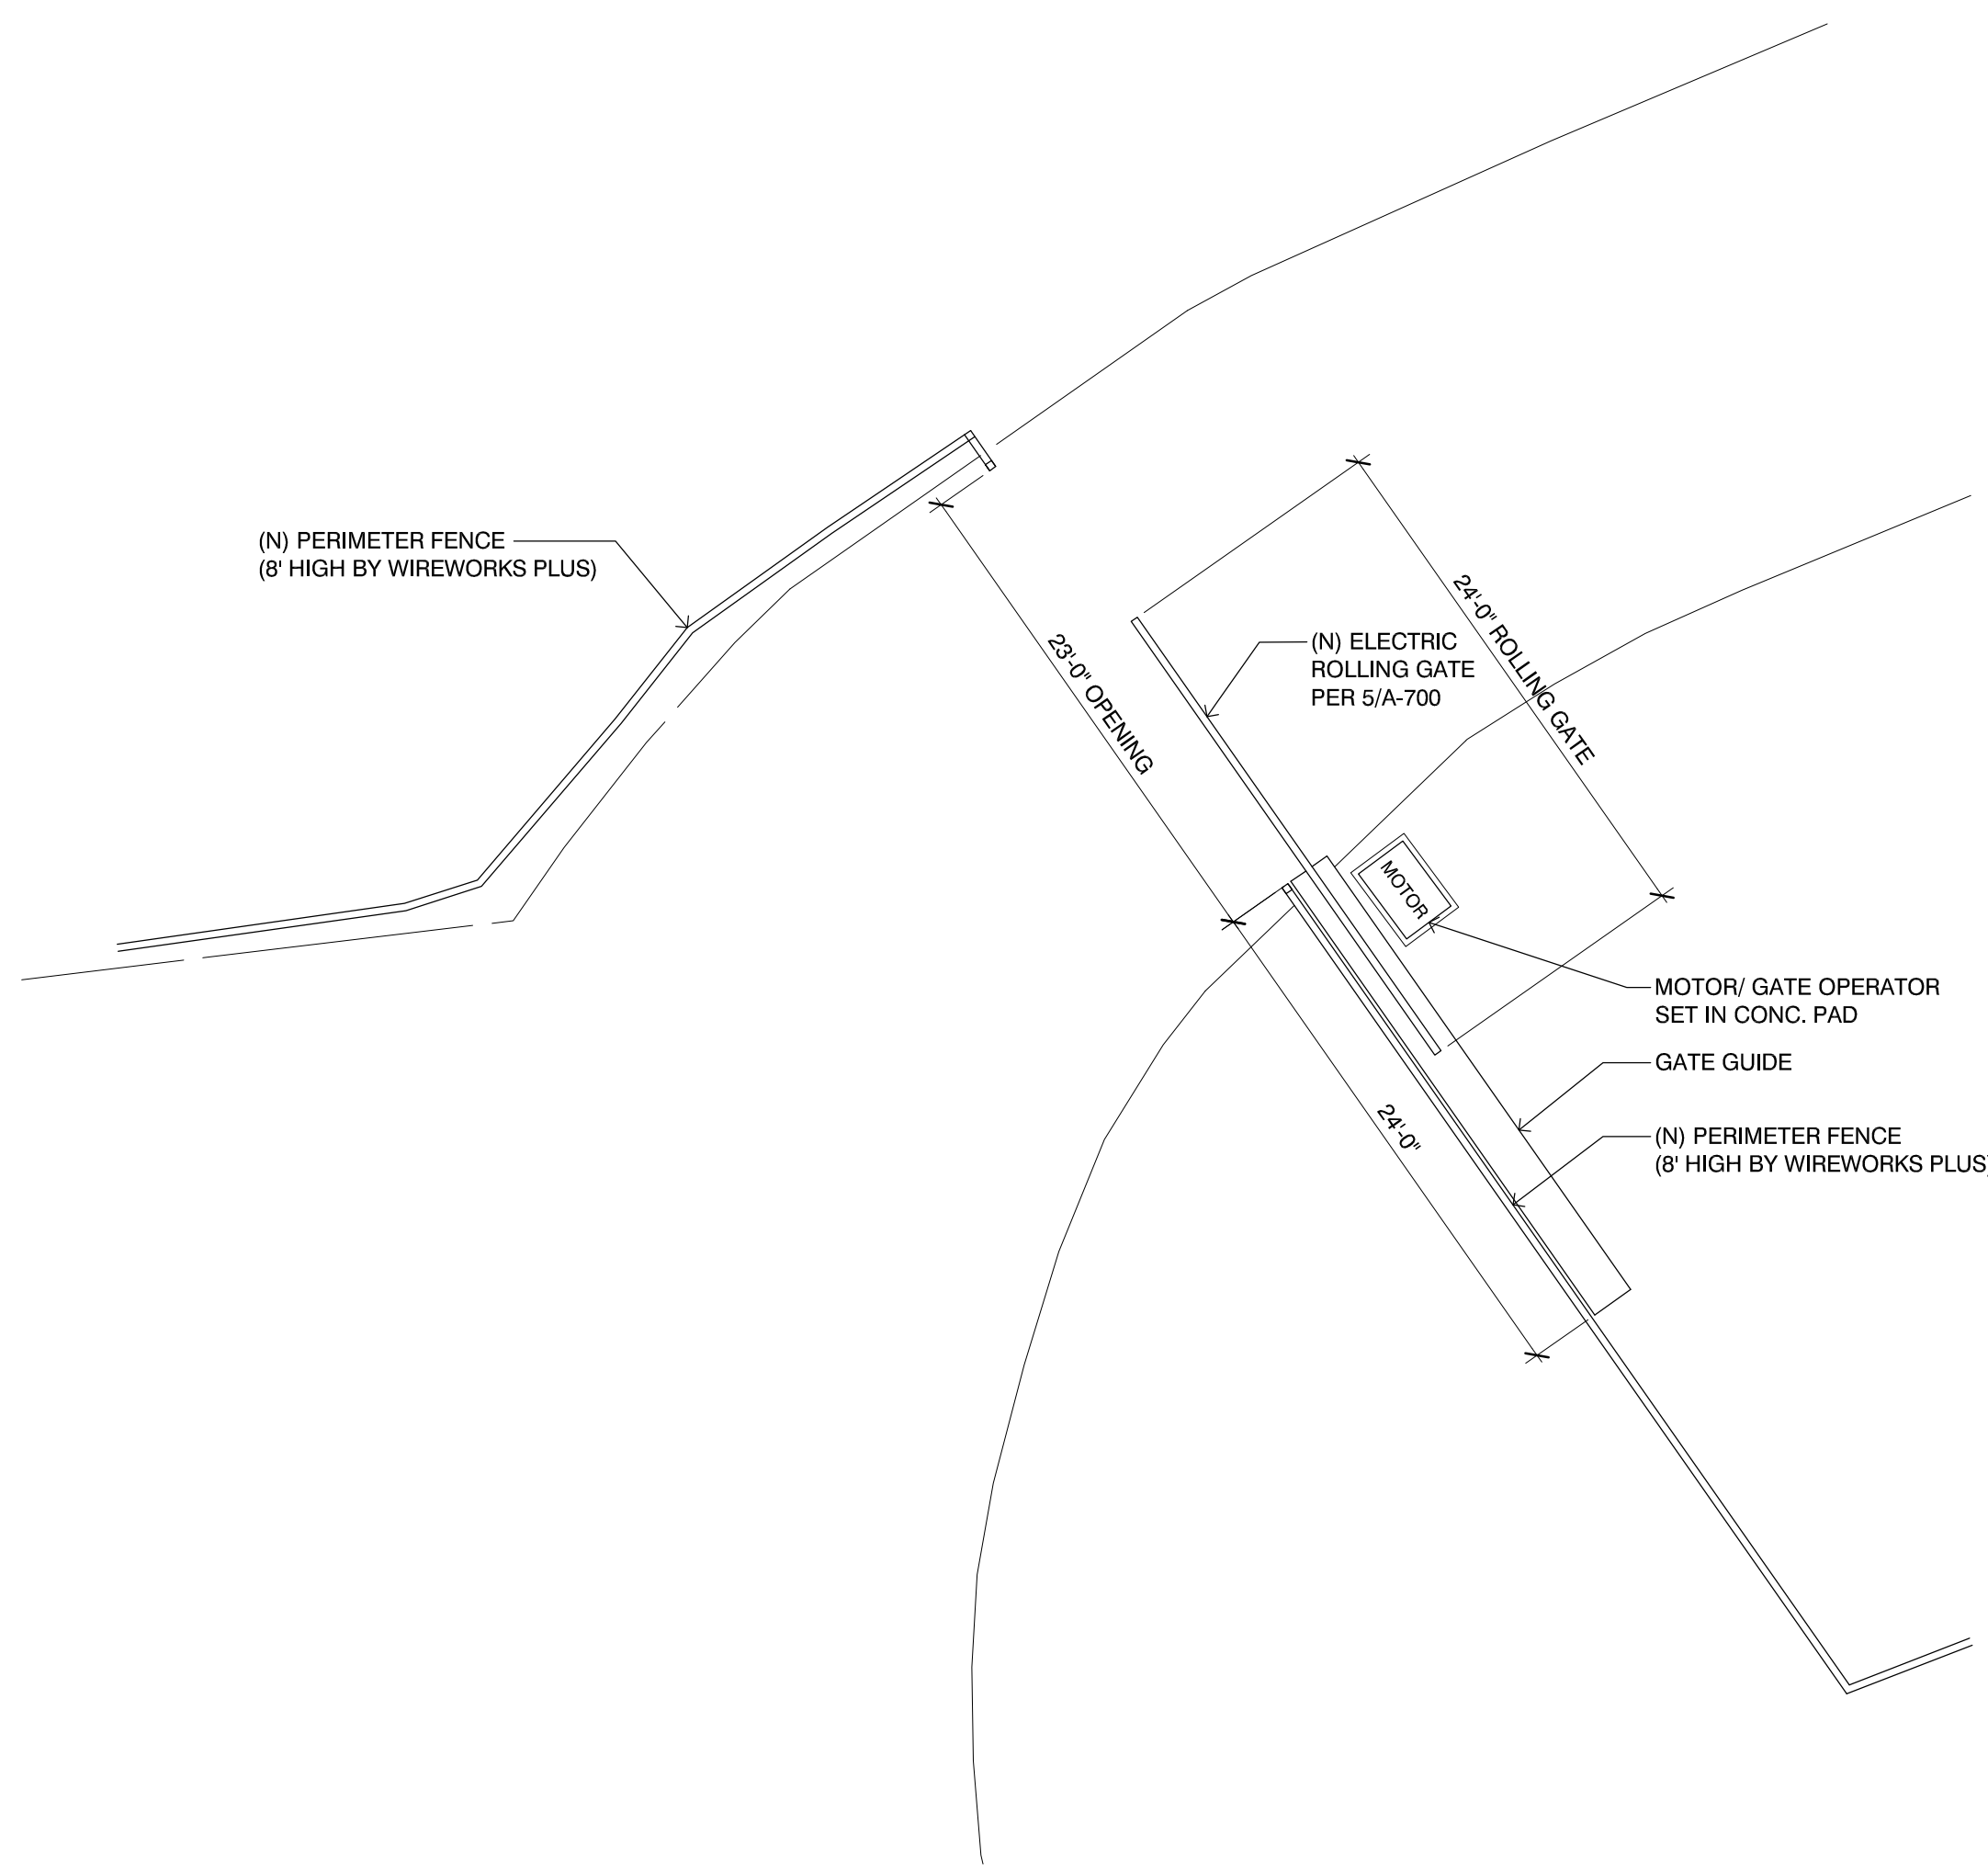 (N) PERIMETER FENCE
(8' HIGH BY WIREWORKS PLUS)
23'-0" OPENING
(N) ELECTRIC
ROLLING GATE
PER 5/A-700
24'-0" ROLLING GATE
MOTOR
MOTOR/ GATE OPERATOR
SET IN CONC. PAD
GATE GUIDE
(N) PERIMETER FENCE
(8' HIGH BY WIREWORKS PLUS)
24'-0"